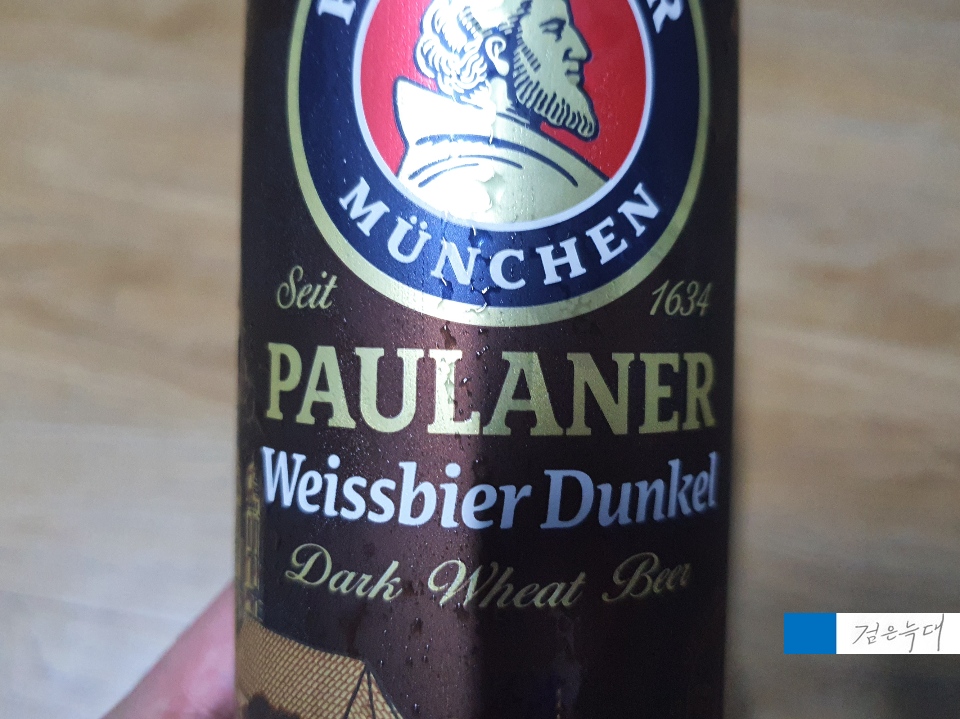 MÜNCHEN
Seit 1634
PAULANER
Weissbier Dunkel
Dark Wheat Beer
검은늑대